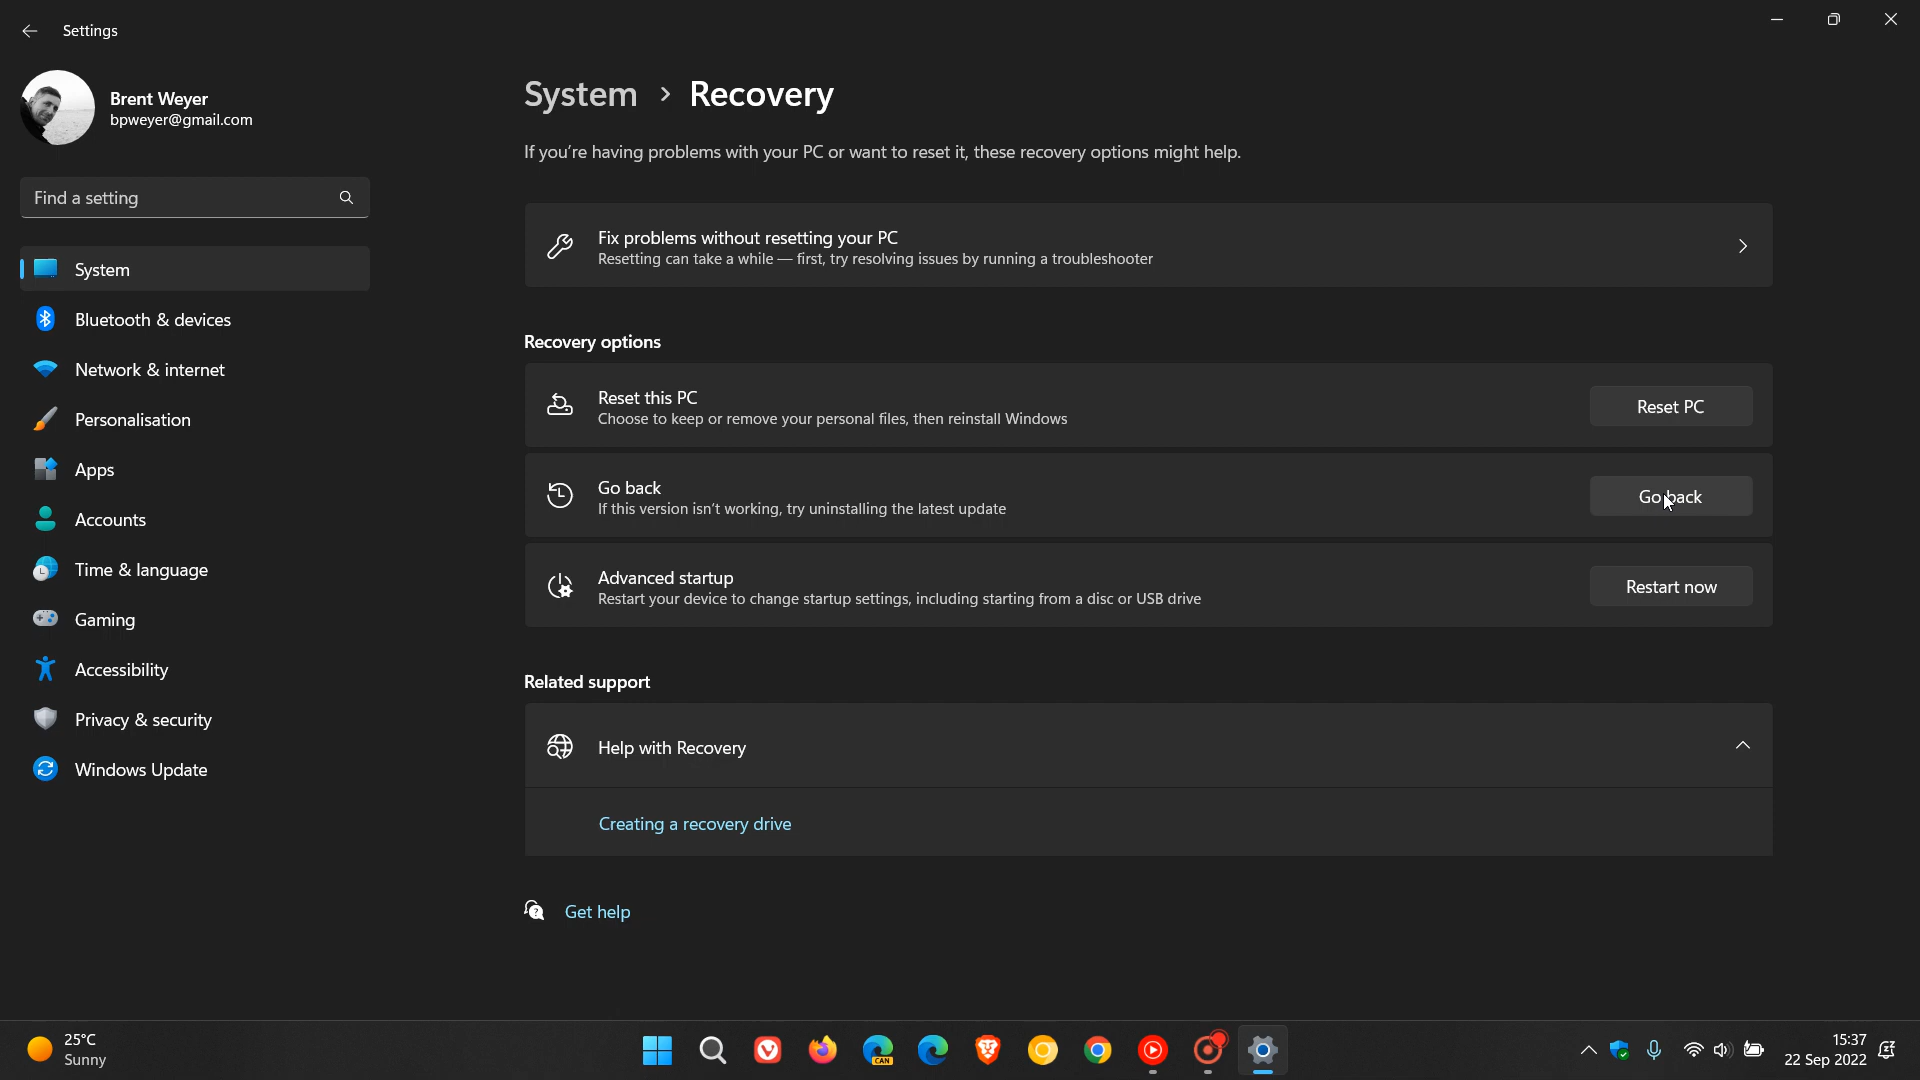 Settings
Brent Weyer
bpweyer@gmail.com
Find a setting
System
Bluetooth & devices
Network & internet
Personalisation
Apps
Accounts
Time & language
Gaming
Accessibility
Privacy & security
Windows Update
System > Recovery
If you're having problems with your PC or want to reset it, these recovery options might help.
Fix problems without resetting your PC
Resetting can take a while — first, try resolving issues by running a troubleshooter
Recovery options
Reset this PC
Choose to keep or remove your personal files, then reinstall Windows
Reset PC
Go back
If this version isn't working, try uninstalling the latest update
Go back
Advanced startup
Restart your device to change startup settings, including starting from a disc or USB drive
Restart now
Related support
Help with Recovery
Creating a recovery drive
Get help
25°C
Sunny
CAN
15:37
22 Sep 2022